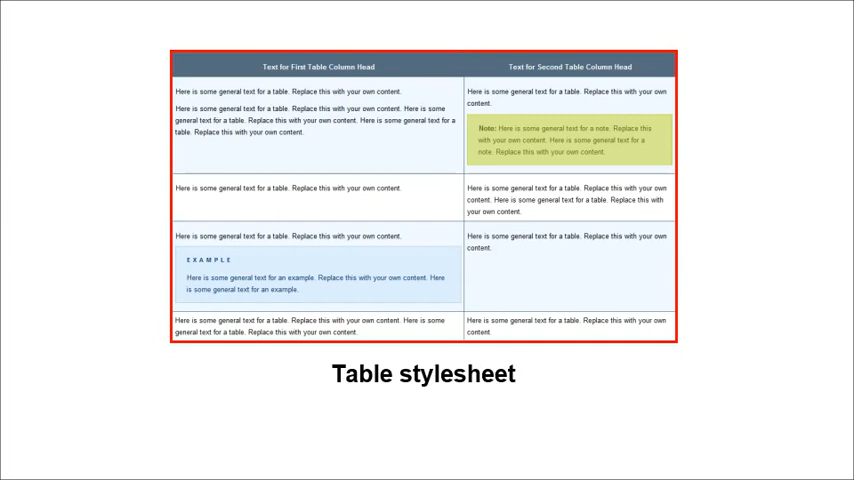 Text for First Table Column Head
Text for Second Table Column Head
Here is some general text for a table. Replace this with your own content.
Here is some general text for a table. Replace this with your own content. Here is some
general text for a table. Replace this with your own content. Here is some general text for a
table. Replace this with your own content.
Here is some general text for a table. Replace this with your own
content.
Note: Here is some general text for a note. Replace this
with your own content. Here is some general text for a
note. Replace this with your own content.
Here is some general text for a table. Replace this with your own content.
Here is some general text for a table. Replace this with your own
content. Here is some general text for a table. Replace this with
your own content.
Here is some general text for a table. Replace this with your own content.
EXAMPLE
Here is some general text for an example. Replace this with your own content. Here
is some general text for an example.
Here is some general text for a table. Replace this with your own
content.
Here is some general text for a table. Replace this with your own content. Here is some
general text for a table. Replace this with your own content.
Here is some general text for a table. Replace this with your own
content.
Table stylesheet